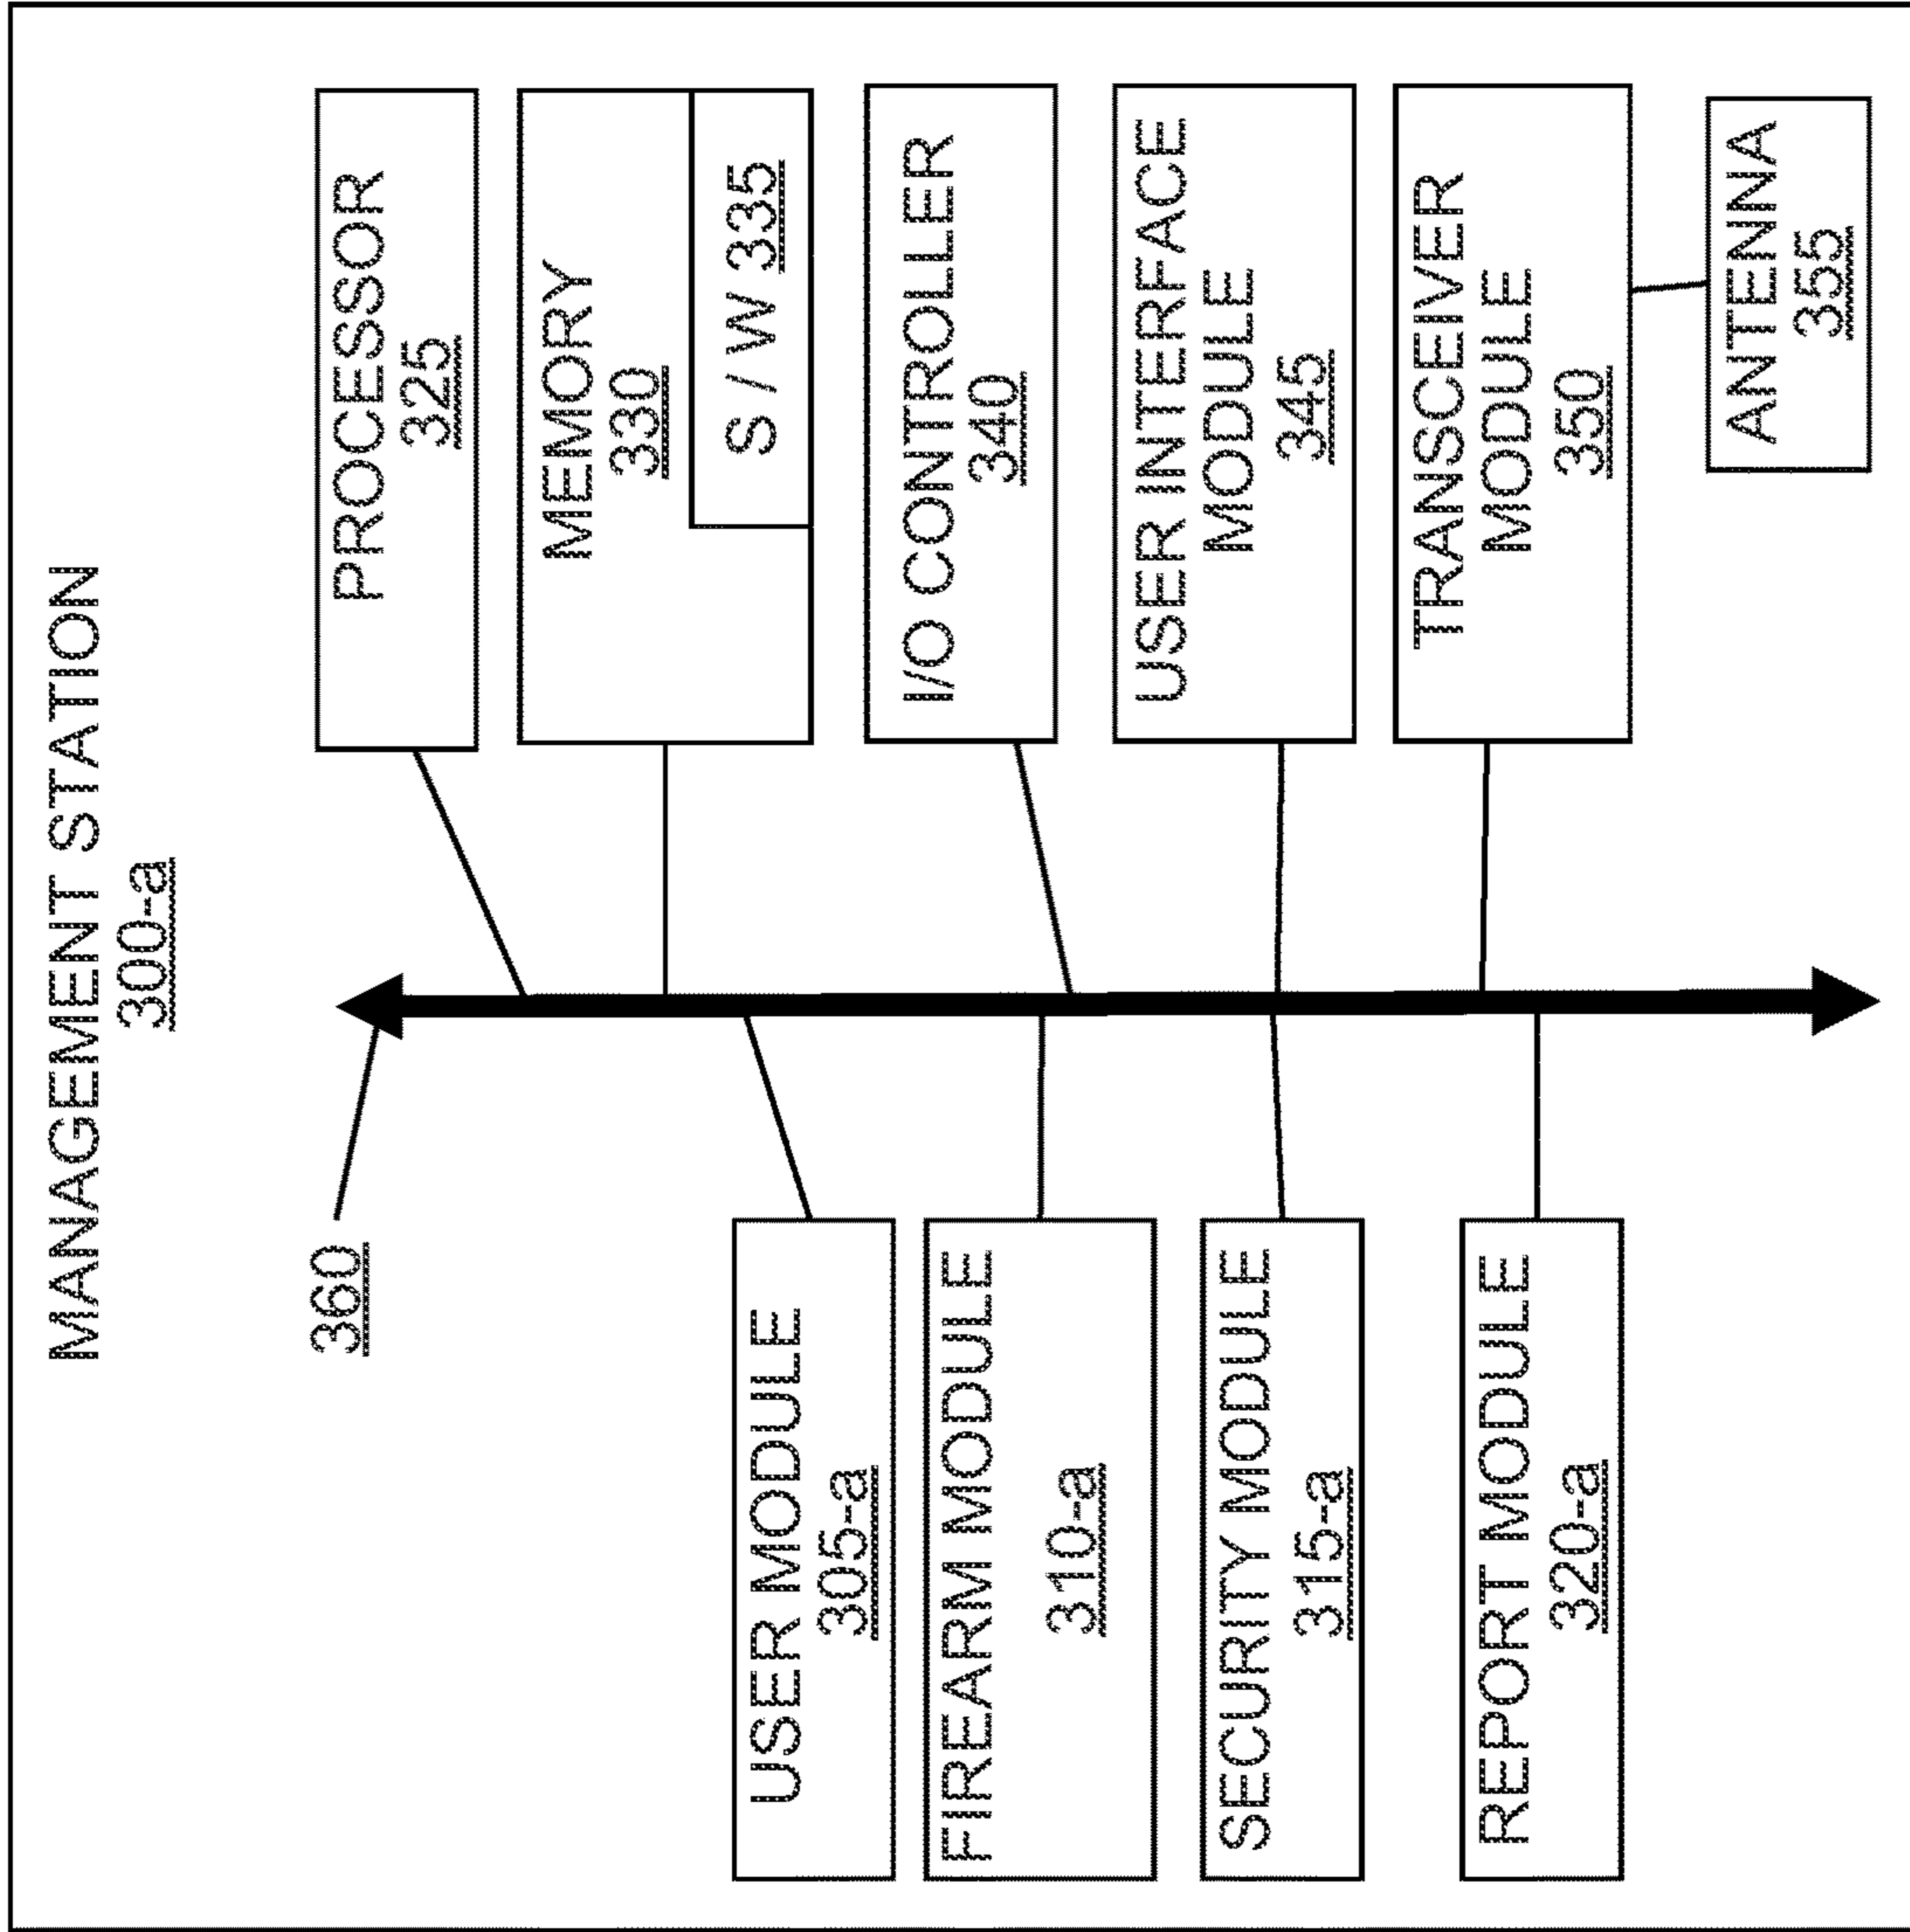 MANAGEMENT STATION
300-a
360
USER MODULE
305-a
FIREARM MODULE
310-a
SECURITY MODULE
315-a
REPORT MODULE
320-a
PROCESSOR
325
MEMORY
330
S / W 335
I/O CONTROLLER
340
USER INTERFACE
MODULE
345
TRANSCEIVER
MODULE
350
ANTENNA
355